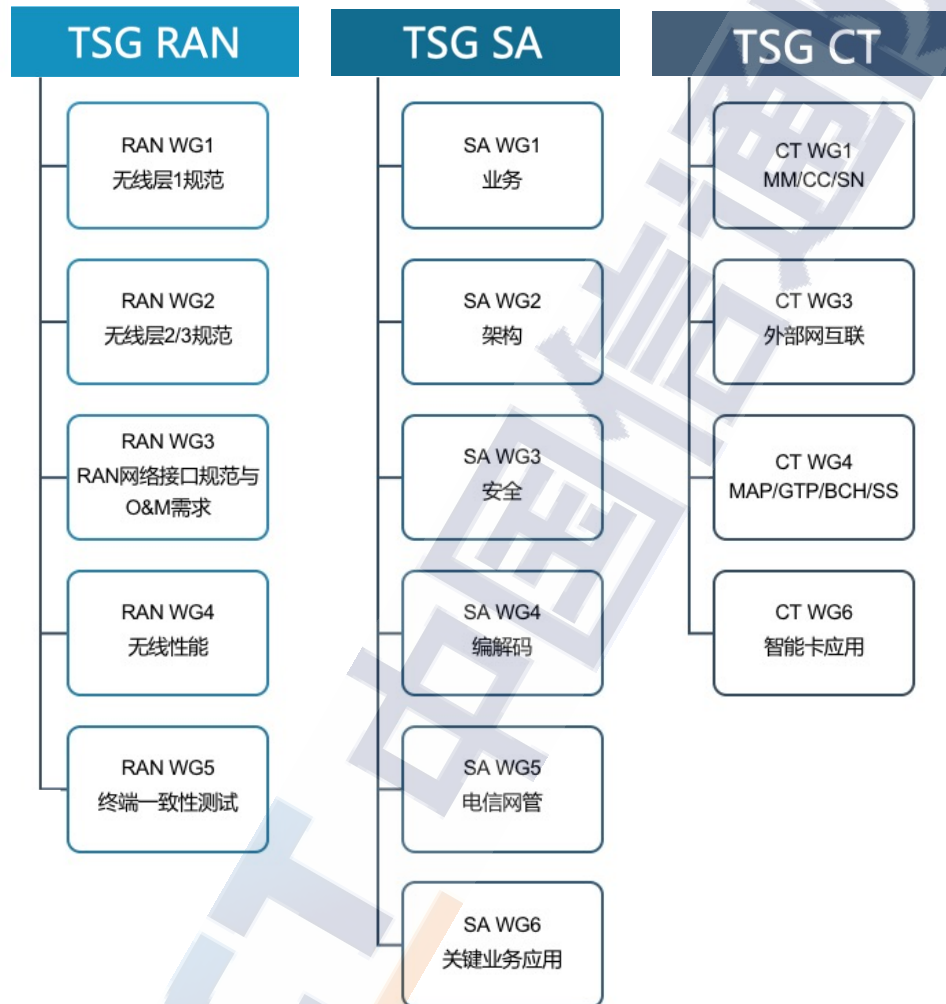 TSG RAN
RAN WG1
无线层1规范
RAN WG2
无线层2/3规范
RAN WG3
RAN网络接口规范与
O&M需求
RAN WG4
无线性能
RAN WG5
终端一致性测试
TSG SA
SA WG1
业务
SA WG2
架构
SA WG3
安全
SA WG4
编解码
SA WG5
电信网管
SA WG6
关键业务应用
TSG CT
CT WG1
MM/CC/SN
CT WG3
外部网互联
CT WG4
MAP/GTP/BCH/SS
CT WG6
智能卡应用
中国信通